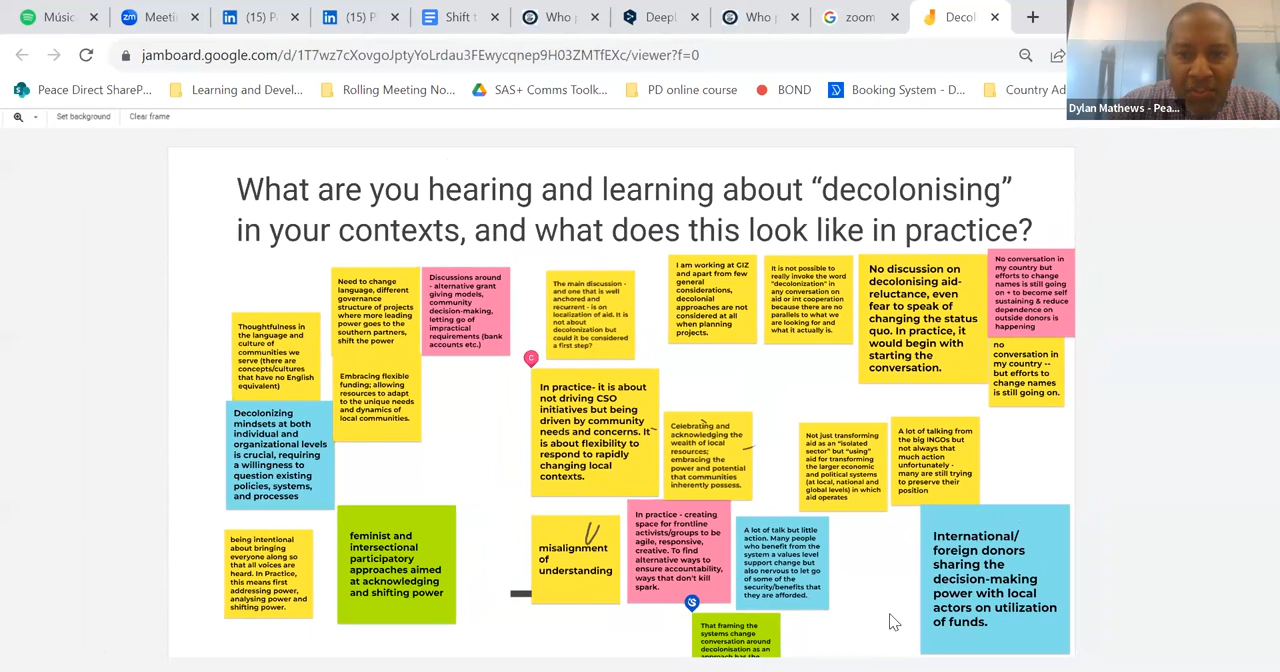 Músic
Meeti
(15) P
(15) P
Shift t
Who
Deepl
Who
zoom
Decol
jamboard.google.com/d/1T7wz7cXovgoJptyYoLrdau3FEwycqnep9H03ZMTfEXc/viewer?f=0
Peace Direct ShareP...
Learning and Devel...
Rolling Meeting No...
SAS+ Comms Toolk...
PD online course
BOND
Booking System - D...
Country Ad
Dylan Mathews - Pea...
Set background
Clear frame
What are you hearing and learning about “decolonising”
in your contexts, and what does this look like in practice?
Thoughtfulness in
the language and
culture of
communities we
serve (there are
concepts/cultures
that have no English
equivalent)
Need to change
language, different
governance
structure of projects
where more leading
power goes to the
southern partners,
shift the power
Discussions around
- alternative grant
giving models,
community
decision-making,
letting go of
impractical
requirements (bank
accounts etc.)
The main discussion -
and one that is well
anchored and
recurrent - is on
localization of aid. It is
not about
decolonization but
could it be considered
a first step?
I am working at GIZ
and apart from few
general
considerations,
decolonial
approaches are not
considered at all
when planning
projects.
It is not possible to
really invoke the word
"decolonization" in
any conversation on
aid or int cooperation
because there are no
parallels to what we
are looking for and
what it actually is.
No discussion on
decolonising aid-
reluctance, even
fear to speak of
changing the status
quo. In practice, it
would begin with
starting the
conversation.
No conversation in
my country but
efforts to change
names is still going
on + to become self
sustaining & reduce
dependence on
outside donors is
happening
no
conversation in
my country --
but efforts to
change names
is still going on.
Embracing flexible
funding; allowing
resources to adapt
to the unique needs
and dynamics of
local communities.
Decolonizing
mindsets at both
individual and
organizational levels
is crucial, requiring
a willingness to
question existing
policies, systems,
and processes
C
In practice- it is about
not driving CSO
initiatives but being
driven by community
needs and concerns. It
is about flexibility to
respond to rapidly
changing local
contexts.
Celebrating and
acknowledging the
wealth of local
resources;
embracing the
power and potential
that communities
inherently possess.
Not just transforming
aid as an "isolated
sector" but "using"
aid for transforming
the larger economic
and political systems
(at local, national and
global levels) in which
aid operates
A lot of talking from
the big INGOs but
not always that
much action
unfortunately -
many are still trying
to preserve their
position
being intentional
about bringing
everyone along so
that all voices are
heard. In Practice,
this means first
addressing power,
analysing power and
shifting power.
feminist and
intersectional
participatory
approaches aimed
at acknowledging
and shifting power
misalignment
of
understanding
In practice - creating
space for frontline
activists/groups to be
agile, responsive,
creative. To find
alternative ways to
ensure accountability,
ways that don't kill
spark.
A lot of talk but little
action. Many people
who benefit from the
system a values level
support change but
also nervous to let go
of some of the
security/benefits that
they are afforded.
International/
foreign donors
sharing the
decision-making
power with local
actors on utilization
of funds.
That framing the
systems change
conversation around
decolonisation as an
approach has the